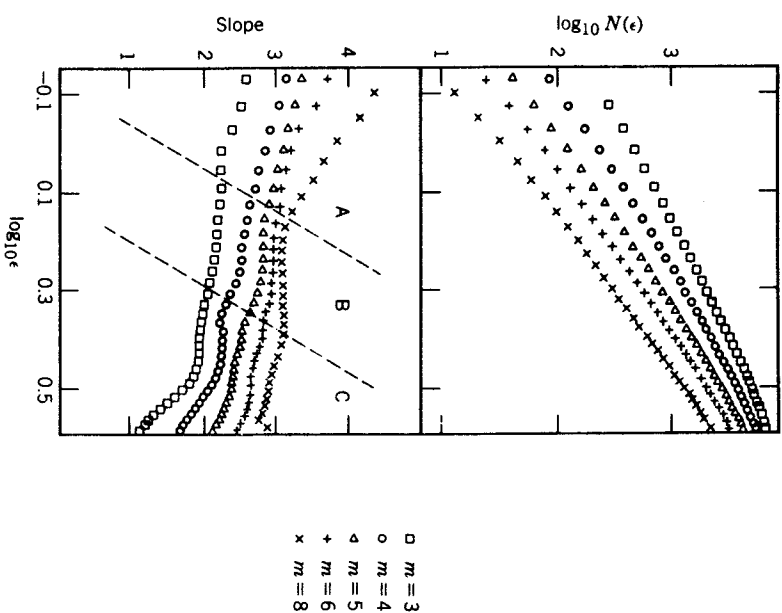 log₁₀ N(ϵ)
3
2
1
Slope
4
3
2
1
A
B
C
−0.1
0.1
0.3
0.5
log₁₀ϵ
□ m = 3
○ m = 4
△ m = 5
+ m = 6
× m = 8